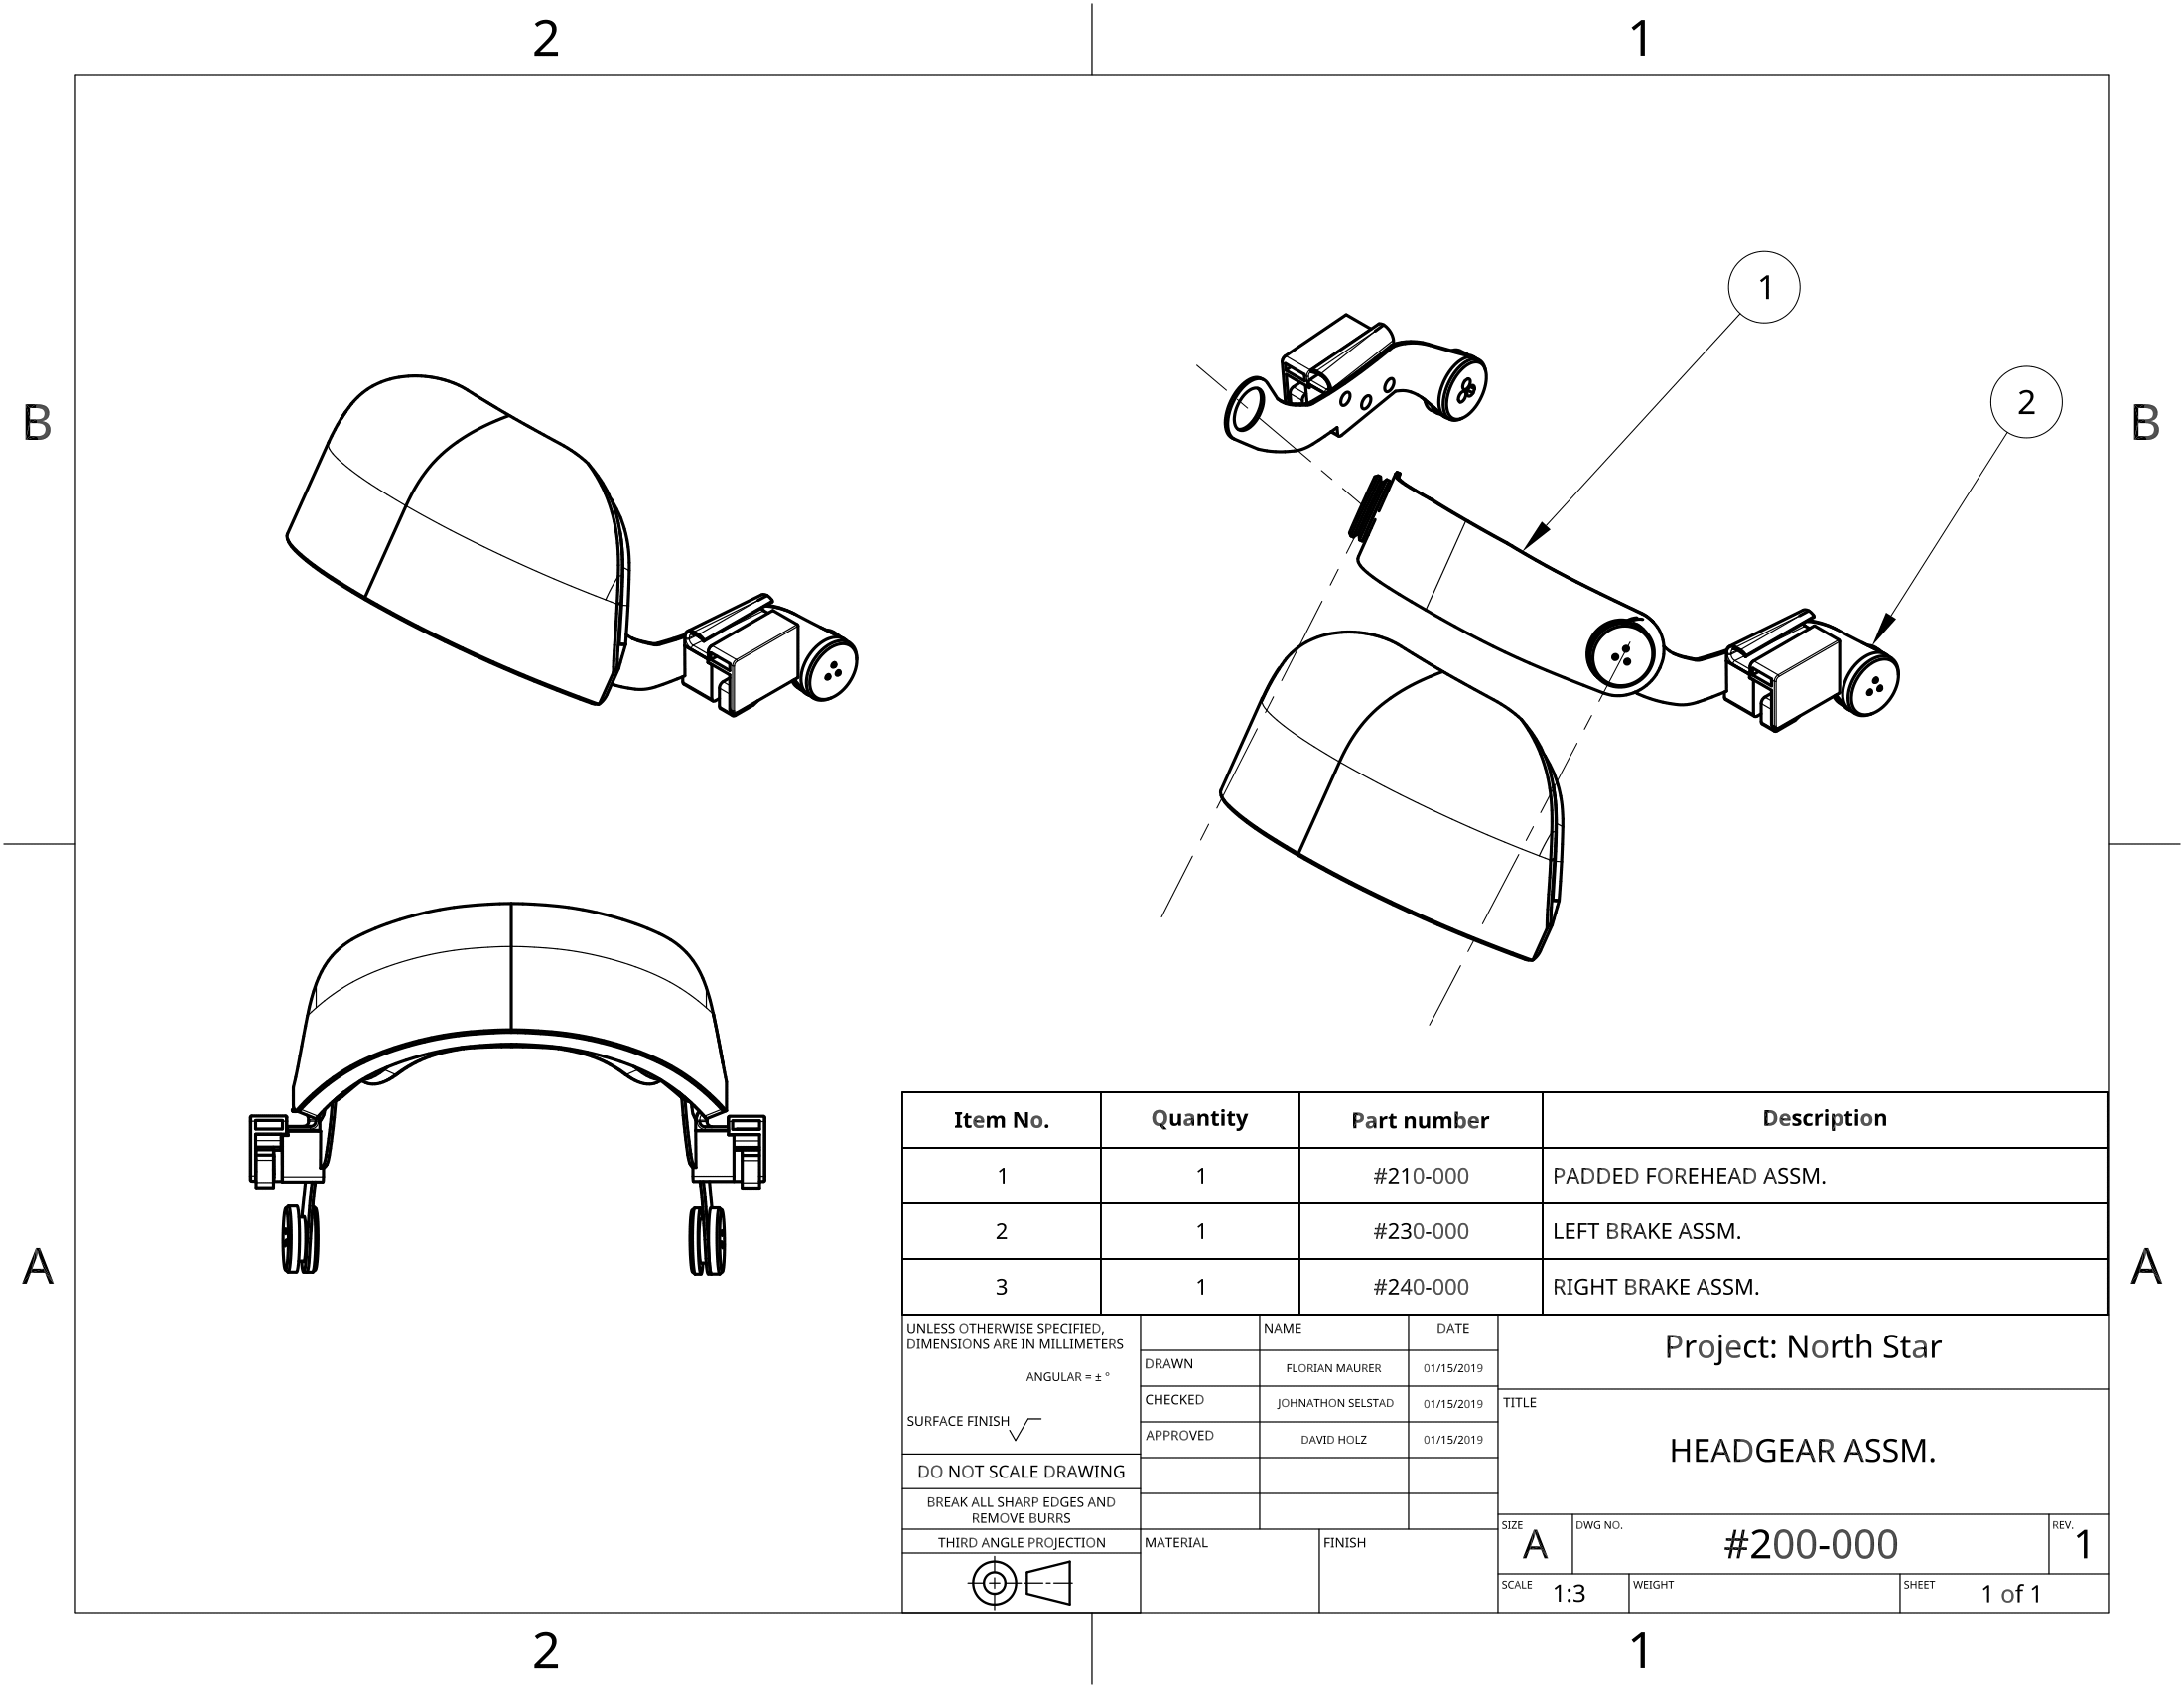 2 1
B B
1
2
Item No. Quantity Part number Description
1 1 #210-000 PADDED FOREHEAD ASSM.
2 1 #230-000 LEFT BRAKE ASSM.
3 1 #240-000 RIGHT BRAKE ASSM.
A A
UNLESS OTHERWISE SPECIFIED,
DIMENSIONS ARE IN MILLIMETERS
ANGULAR = ± °
SURFACE FINISH
DO NOT SCALE DRAWING
BREAK ALL SHARP EDGES AND
REMOVE BURRS
THIRD ANGLE PROJECTION
NAME DATE
DRAWN FLORIAN MAURER 01/15/2019
CHECKED JOHNATHON SELSTAD 01/15/2019
APPROVED DAVID HOLZ 01/15/2019
MATERIAL FINISH
Project: North Star
TITLE
HEADGEAR ASSM.
SIZE A DWG NO. #200-000 REV. 1
SCALE 1:3 WEIGHT SHEET 1 of 1
2 1